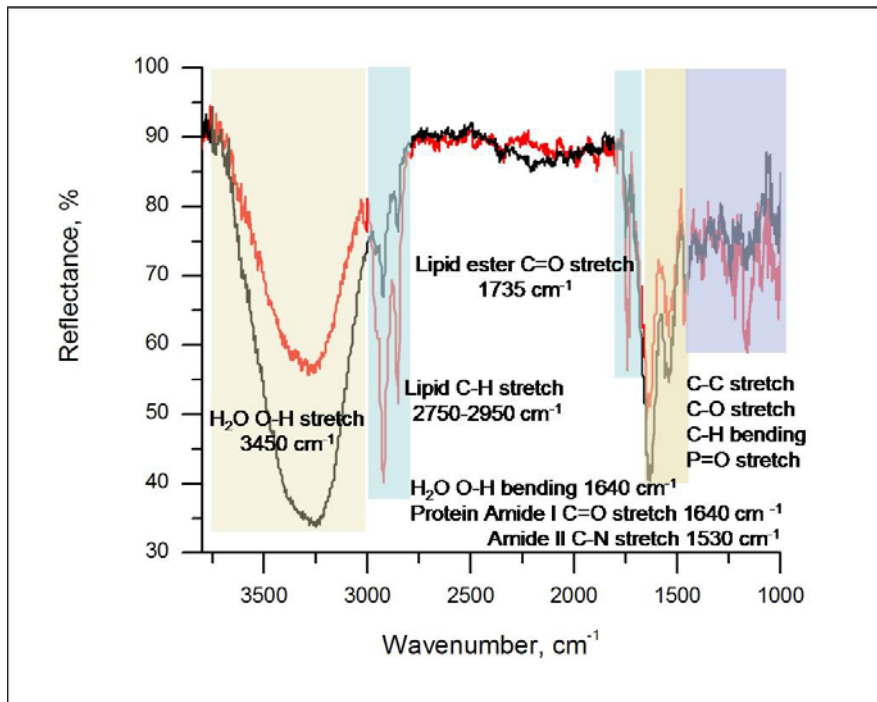 100
90
80
70
60
50
40
30
Reflectance, %
Lipid ester C=O stretch
1735 cm-1
Lipid C-H stretch
2750-2950 cm-1
H2O O-H stretch
3450 cm-1
C-C stretch
C-O stretch
C-H bending
P=O stretch
H2O O-H bending 1640 cm-1
Protein Amide I C=O stretch 1640 cm -1
Amide II C-N stretch 1530 cm-1
3500 3000 2500 2000 1500 1000
Wavenumber, cm-1